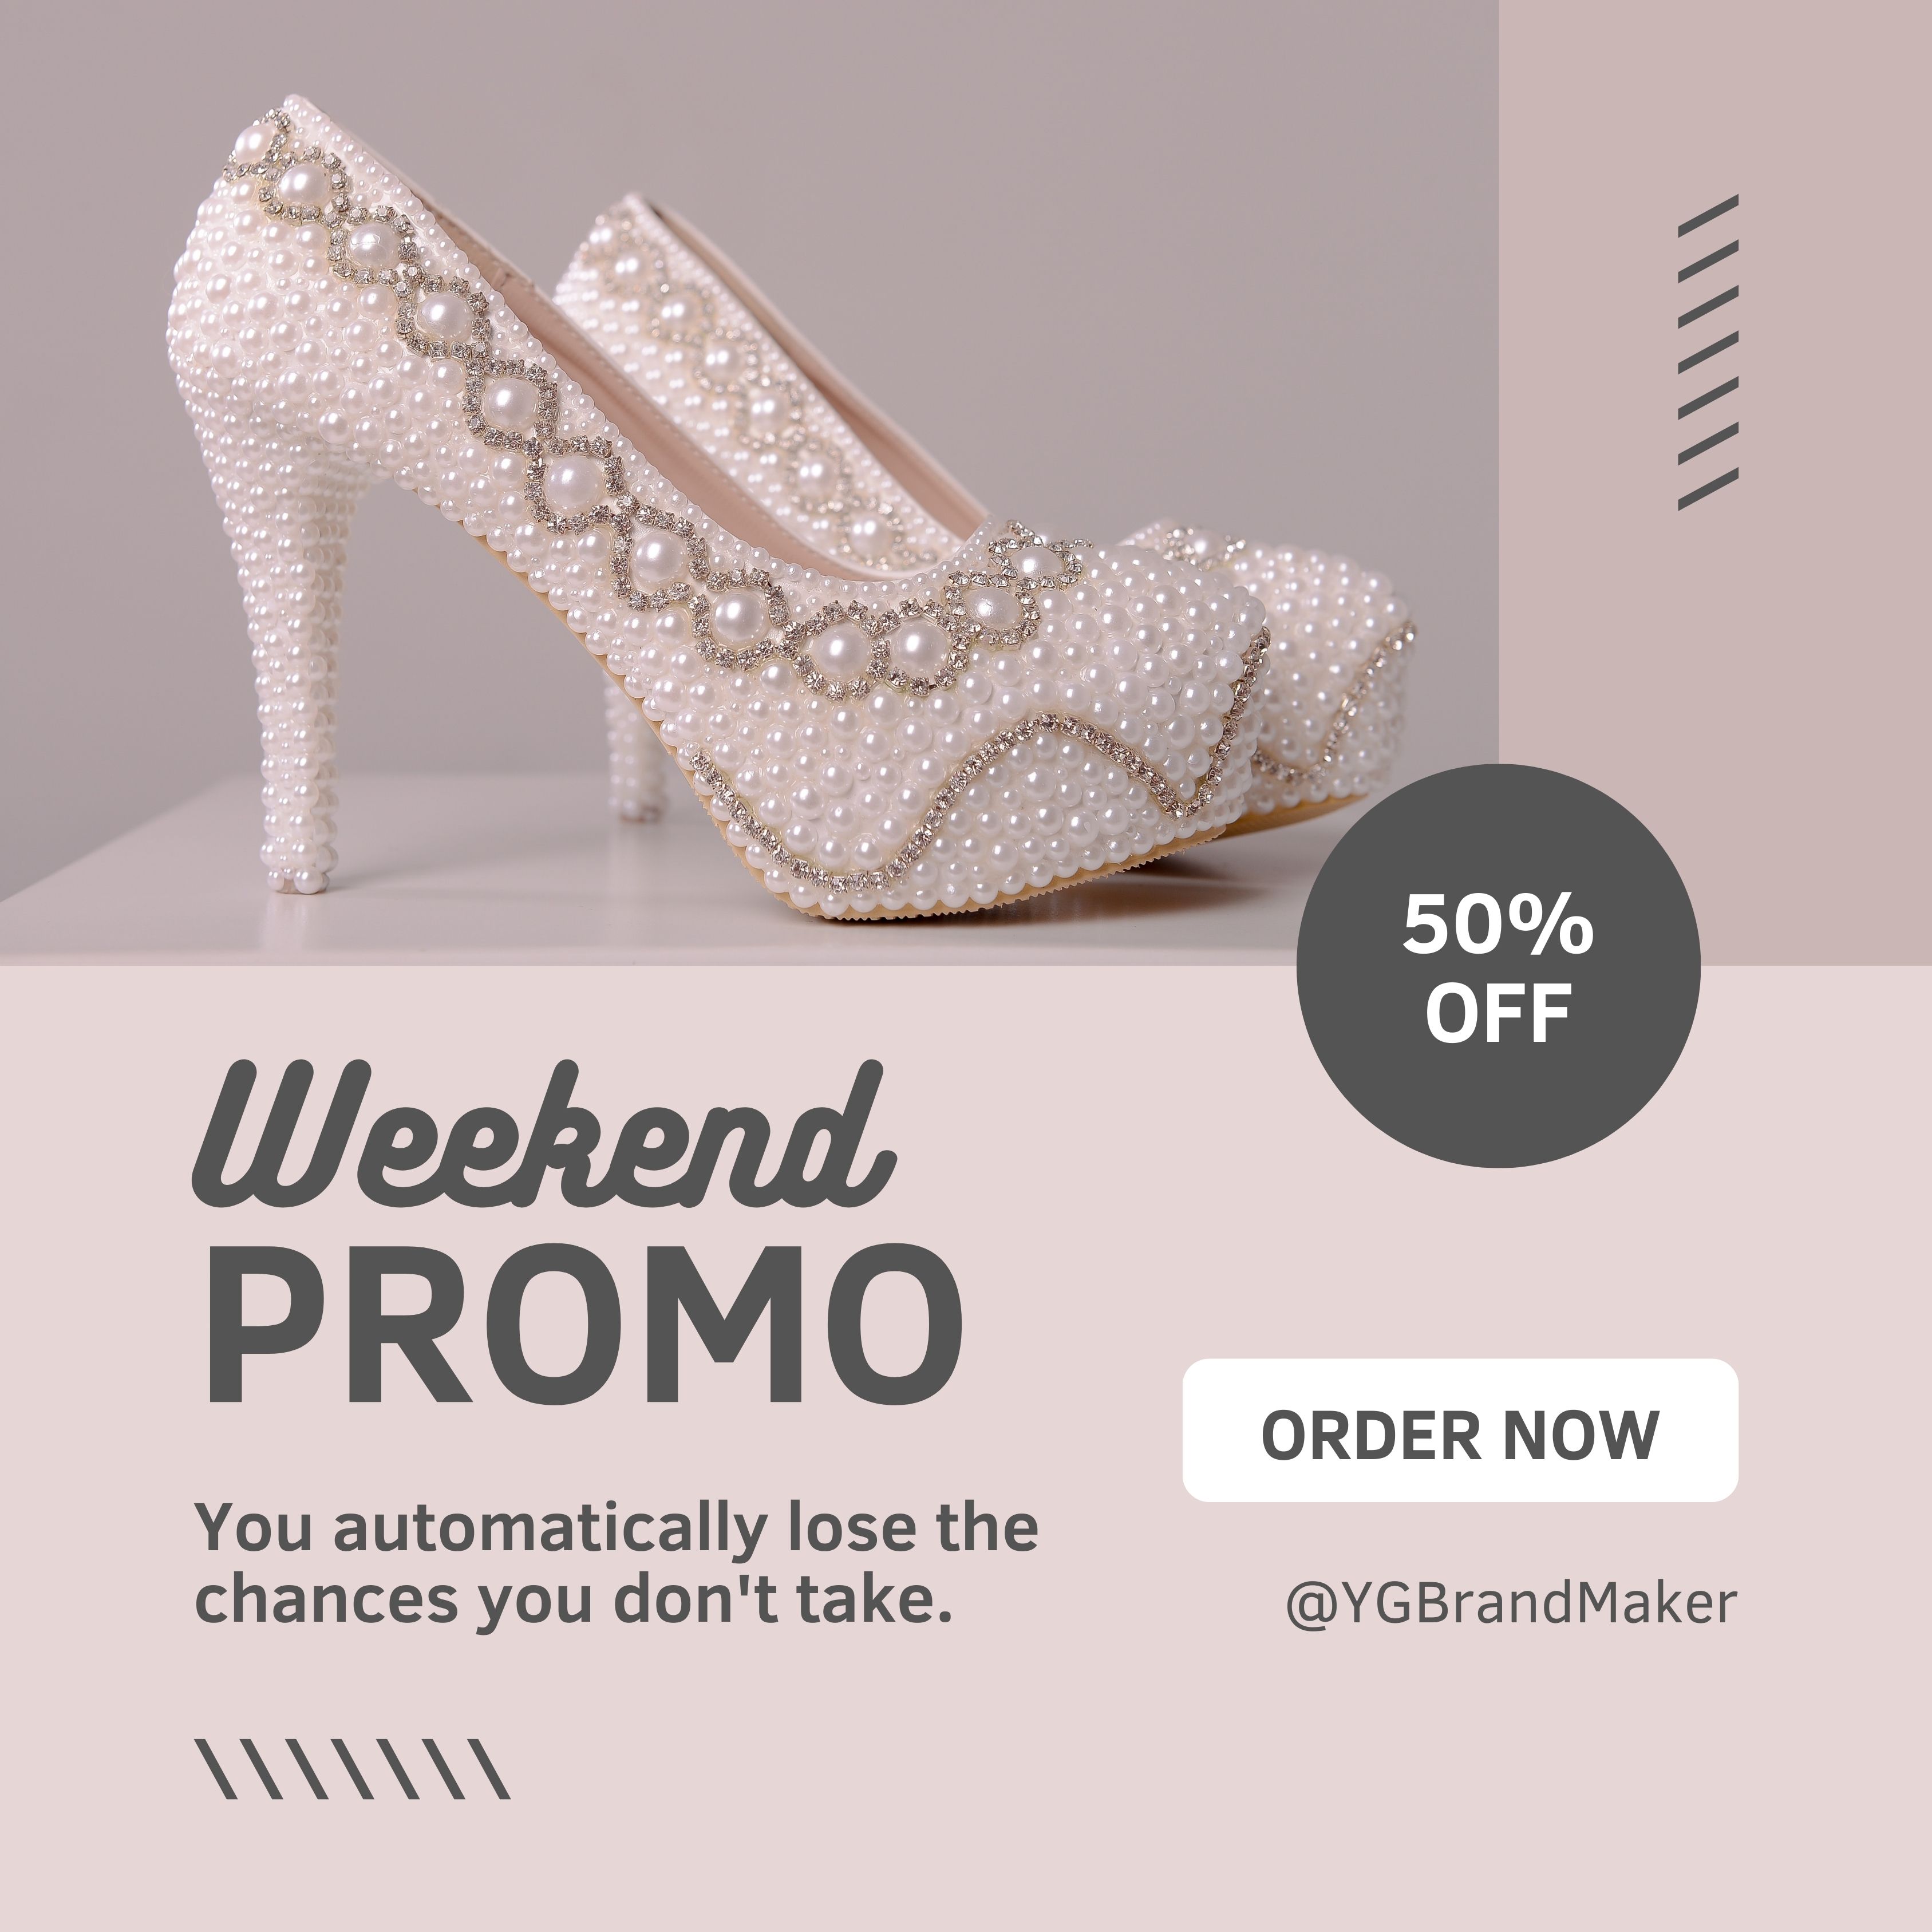 50%
OFF
Weekend
PROMO
You automatically lose the
chances you don't take.
ORDER NOW
@YGBrandMaker